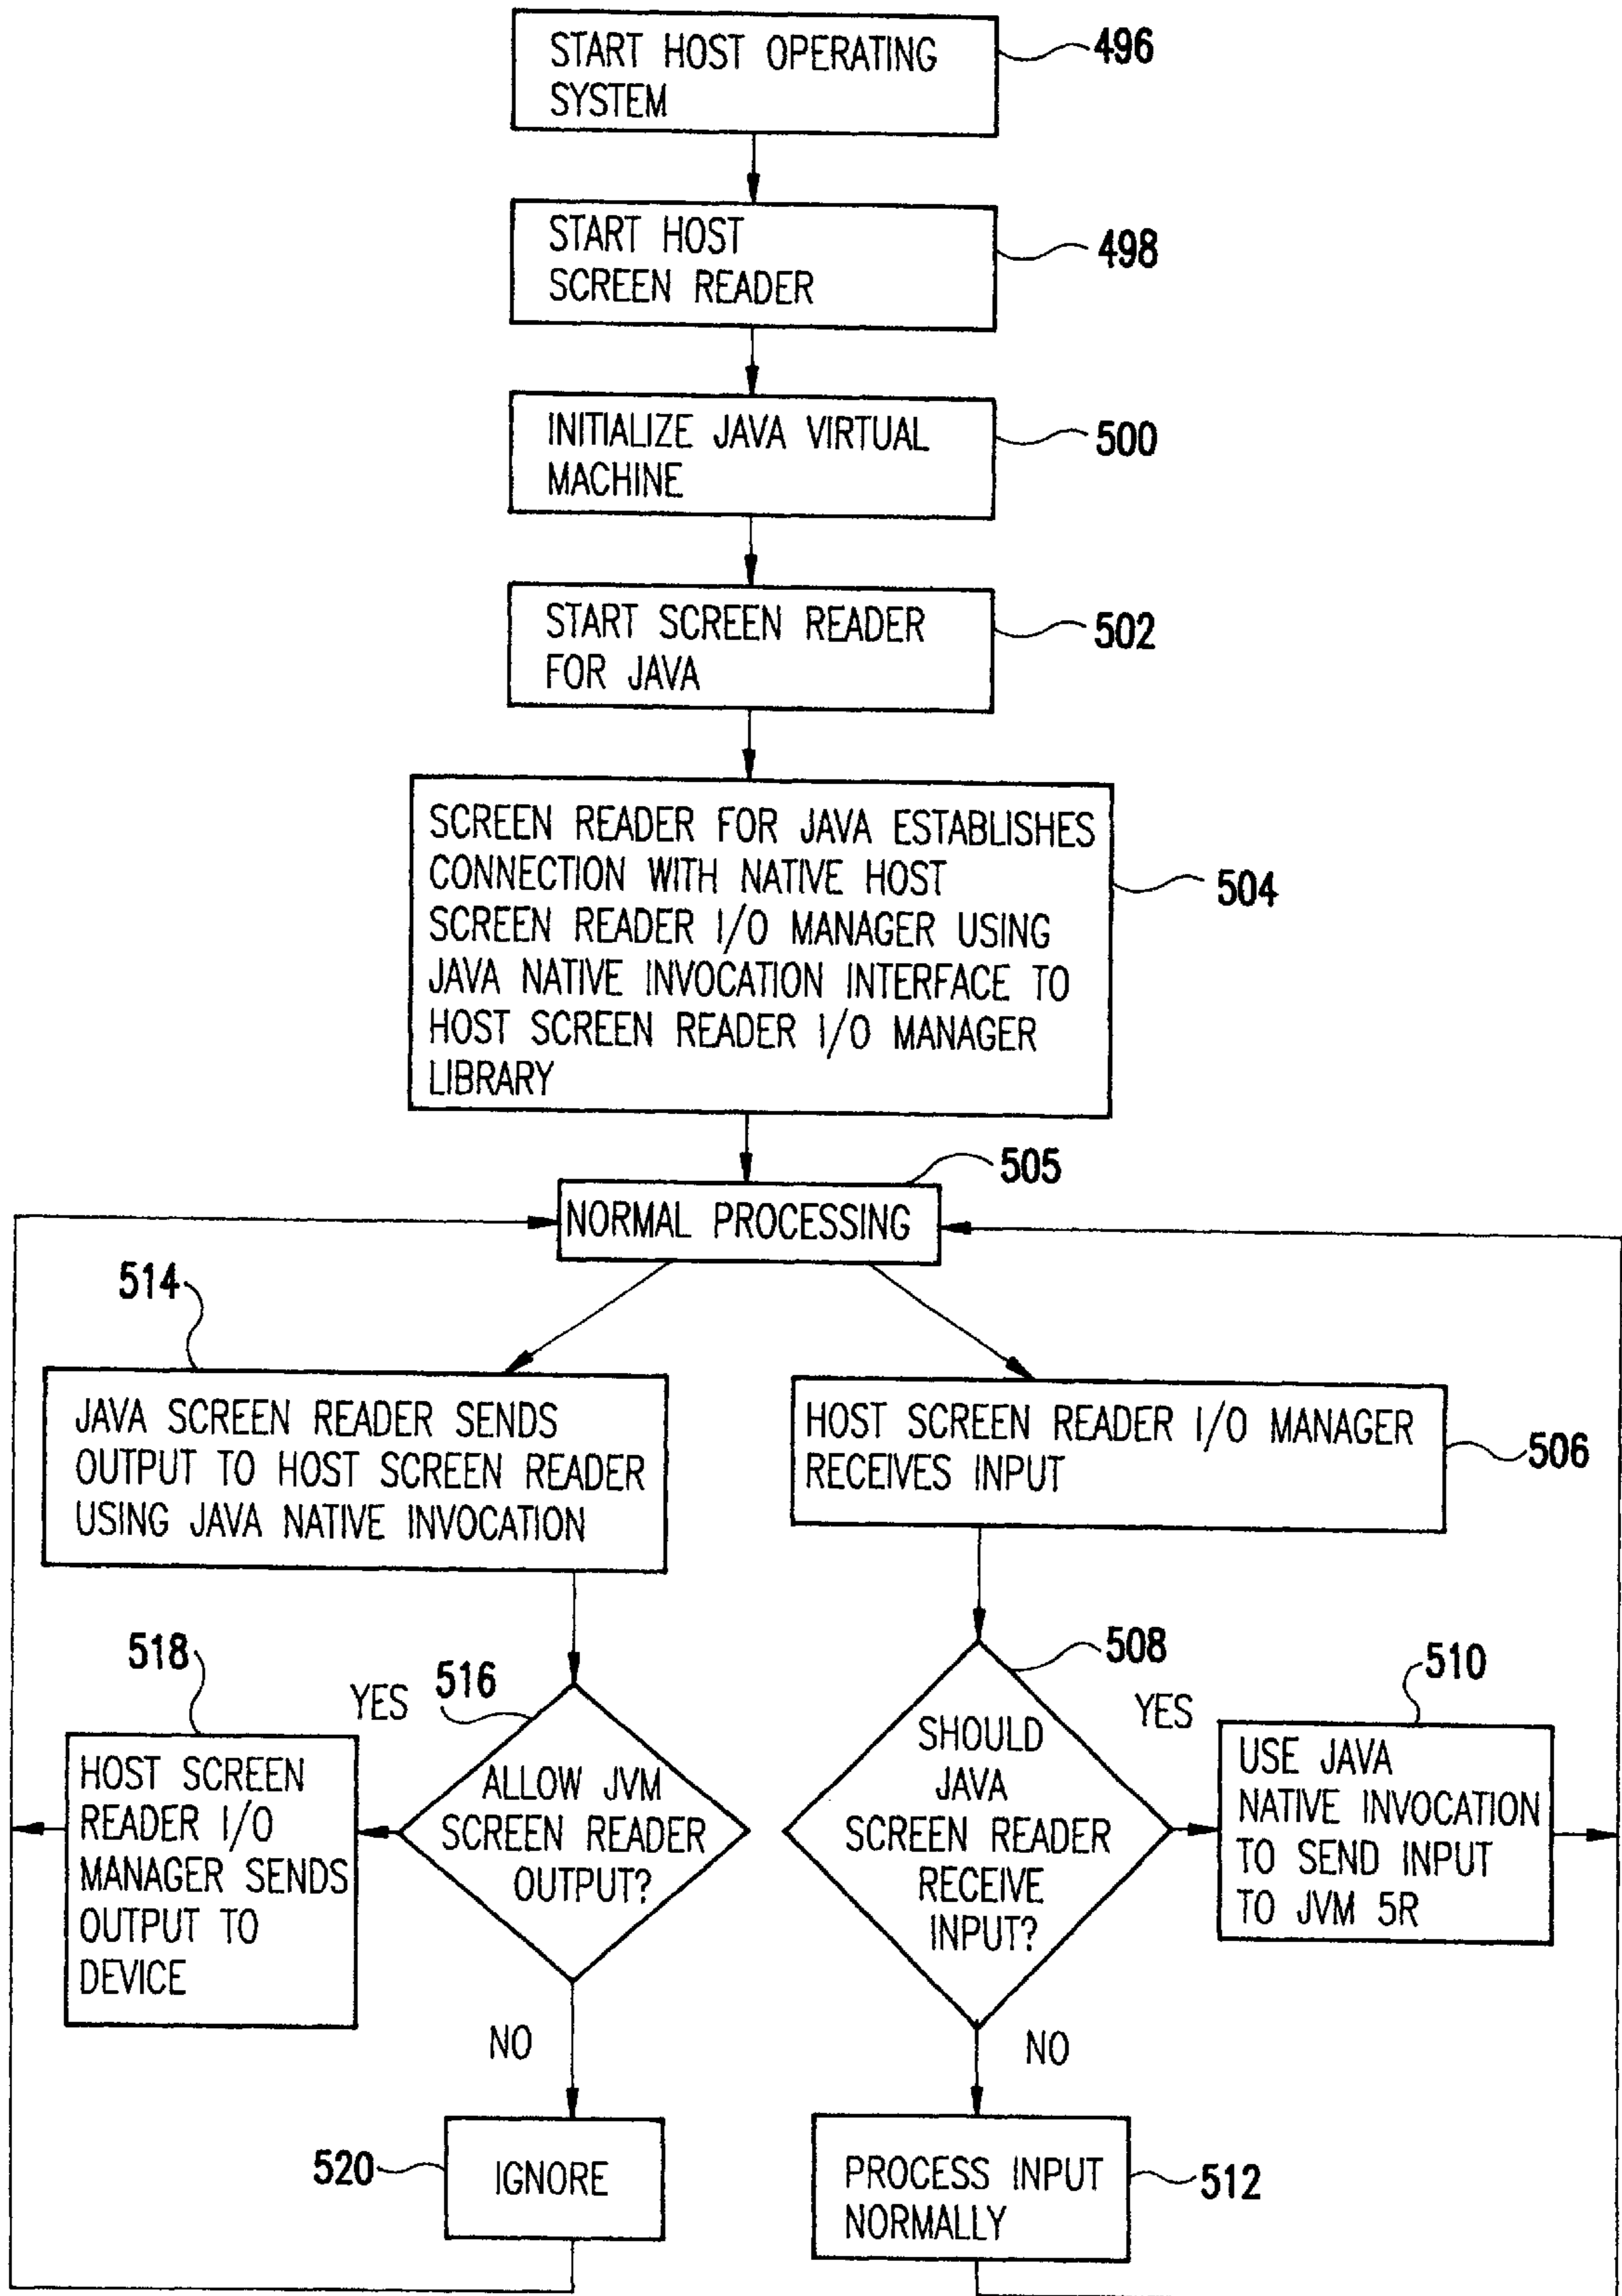 START HOST OPERATING
SYSTEM
496
START HOST
SCREEN READER
498
INITIALIZE JAVA VIRTUAL
MACHINE
500
START SCREEN READER
FOR JAVA
502
SCREEN READER FOR JAVA ESTABLISHES
CONNECTION WITH NATIVE HOST
SCREEN READER I/O MANAGER USING
JAVA NATIVE INVOCATION INTERFACE TO
HOST SCREEN READER I/O MANAGER
LIBRARY
504
505
NORMAL PROCESSING
514
JAVA SCREEN READER SENDS
OUTPUT TO HOST SCREEN READER
USING JAVA NATIVE INVOCATION
HOST SCREEN READER I/O MANAGER
RECEIVES INPUT
506
518
YES
516
HOST SCREEN
READER I/O
MANAGER SENDS
OUTPUT TO
DEVICE
ALLOW JVM
SCREEN READER
OUTPUT?
508
SHOULD
JAVA
SCREEN READER
RECEIVE
INPUT?
YES
510
USE JAVA
NATIVE INVOCATION
TO SEND INPUT
TO JVM 5R
NO
NO
520
IGNORE
PROCESS INPUT
NORMALLY
512